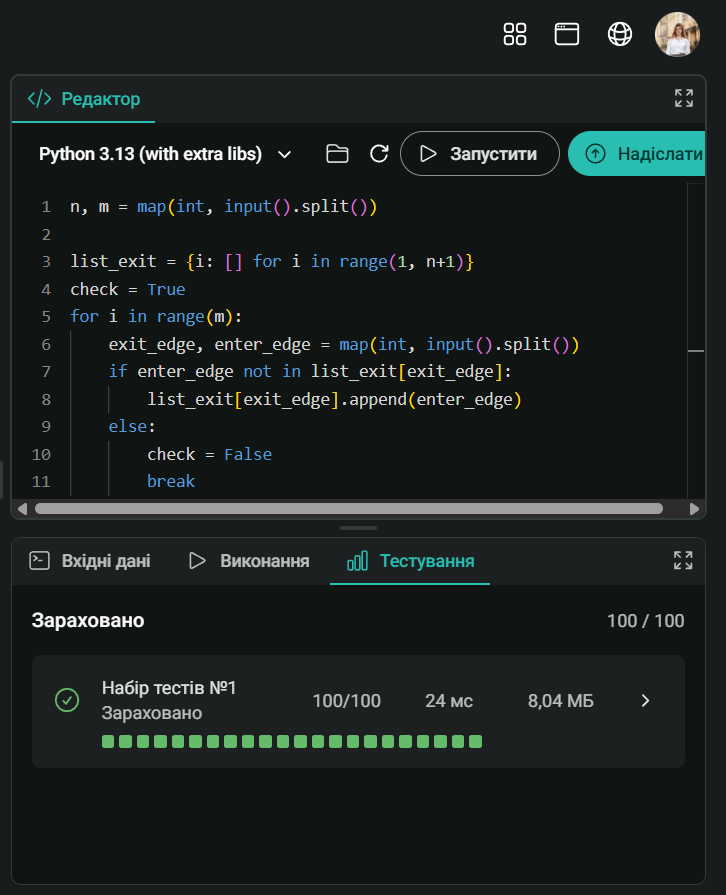 Редактор
Python 3.13 (with extra libs)
Запустити
Надіслати
1 n, m = map(int, input().split())
2
3 list_exit = {i: [] for i in range(1, n+1)}
4 check = True
5 for i in range(m):
6     exit_edge, enter_edge = map(int, input().split())
7     if enter_edge not in list_exit[exit_edge]:
8         list_exit[exit_edge].append(enter_edge)
9     else:
10         check = False
11         break
Вхідні дані
Виконання
Тестування
Зараховано 100 / 100
Набір тестів №1
Зараховано
100/100 24 мс 8,04 МБ